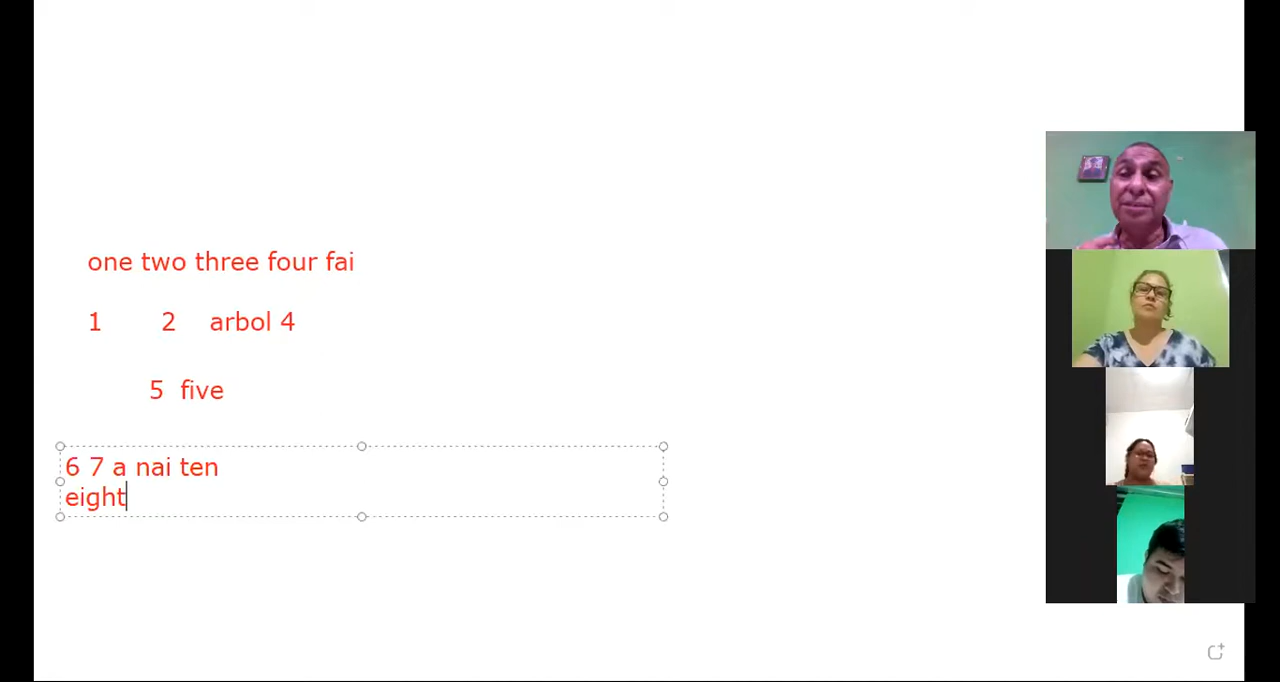 one two three four fai
1 2 arbol 4
5 five
6 7 a nai ten
eight